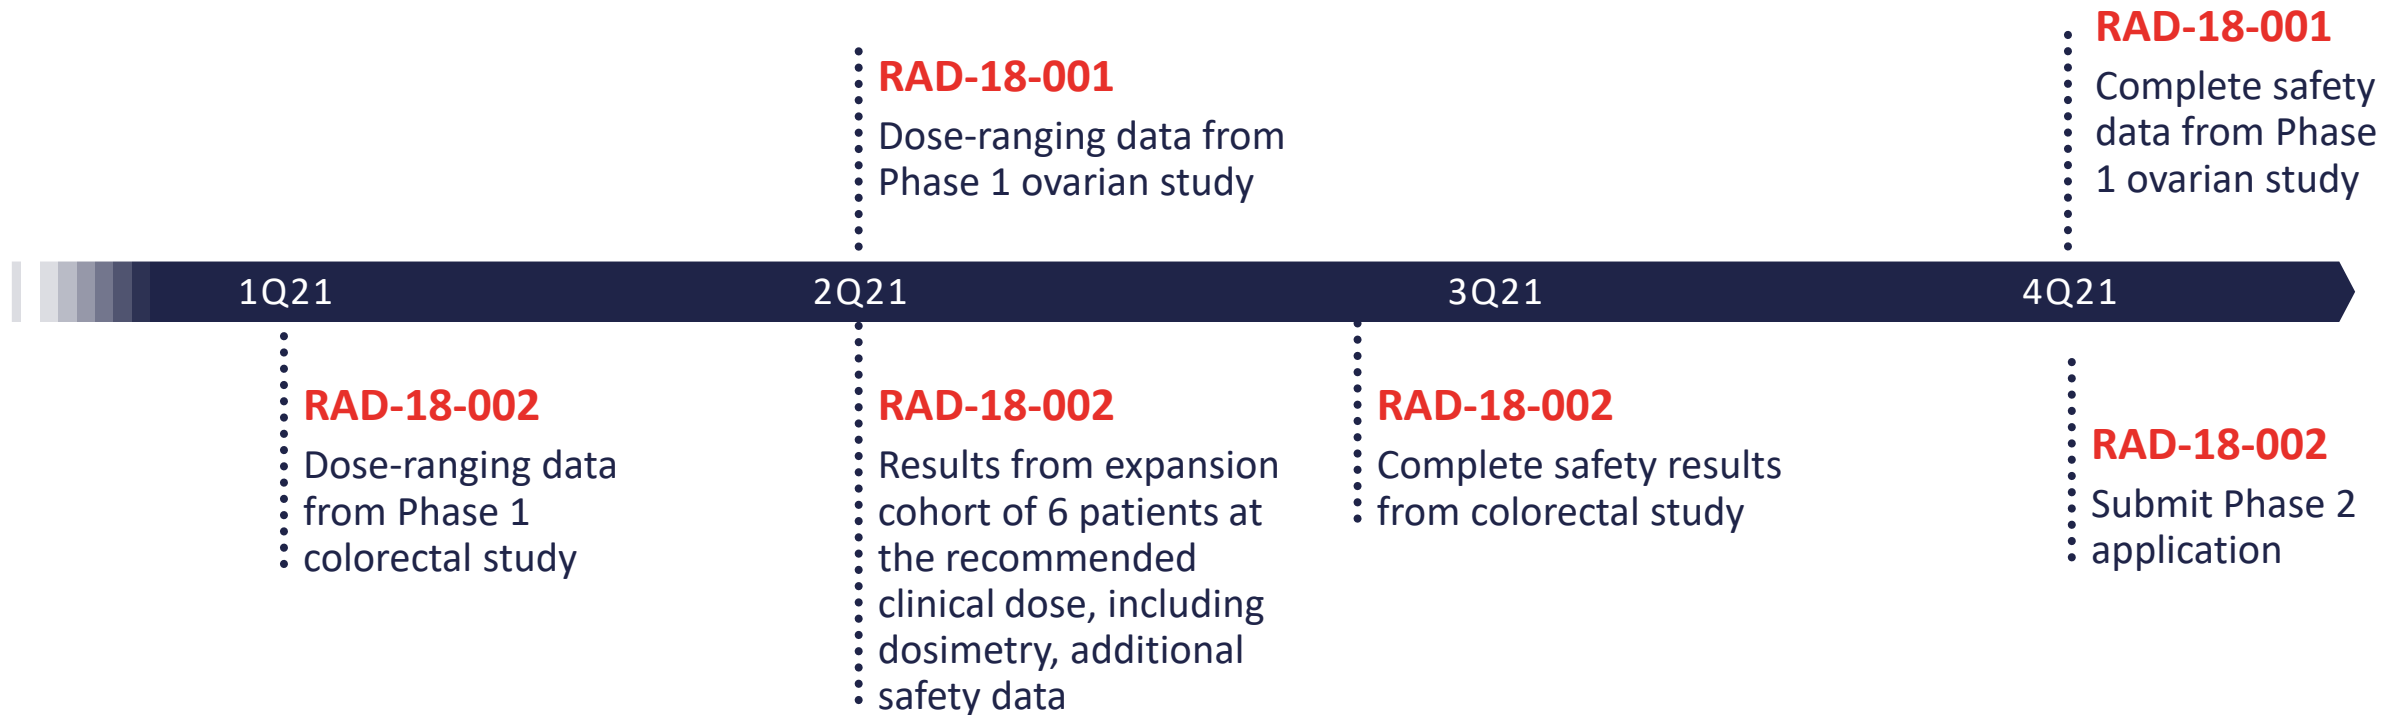 RAD-18-001
Dose-ranging data from
Phase 1 ovarian study
RAD-18-001
Complete safety
data from Phase
1 ovarian study
1Q21
2Q21
3Q21
4Q21
RAD-18-002
Dose-ranging data
from Phase 1
colorectal study
RAD-18-002
Results from expansion
cohort of 6 patients at
the recommended
clinical dose, including
dosimetry, additional
safety data
RAD-18-002
Complete safety results
from colorectal study
RAD-18-002
Submit Phase 2
application